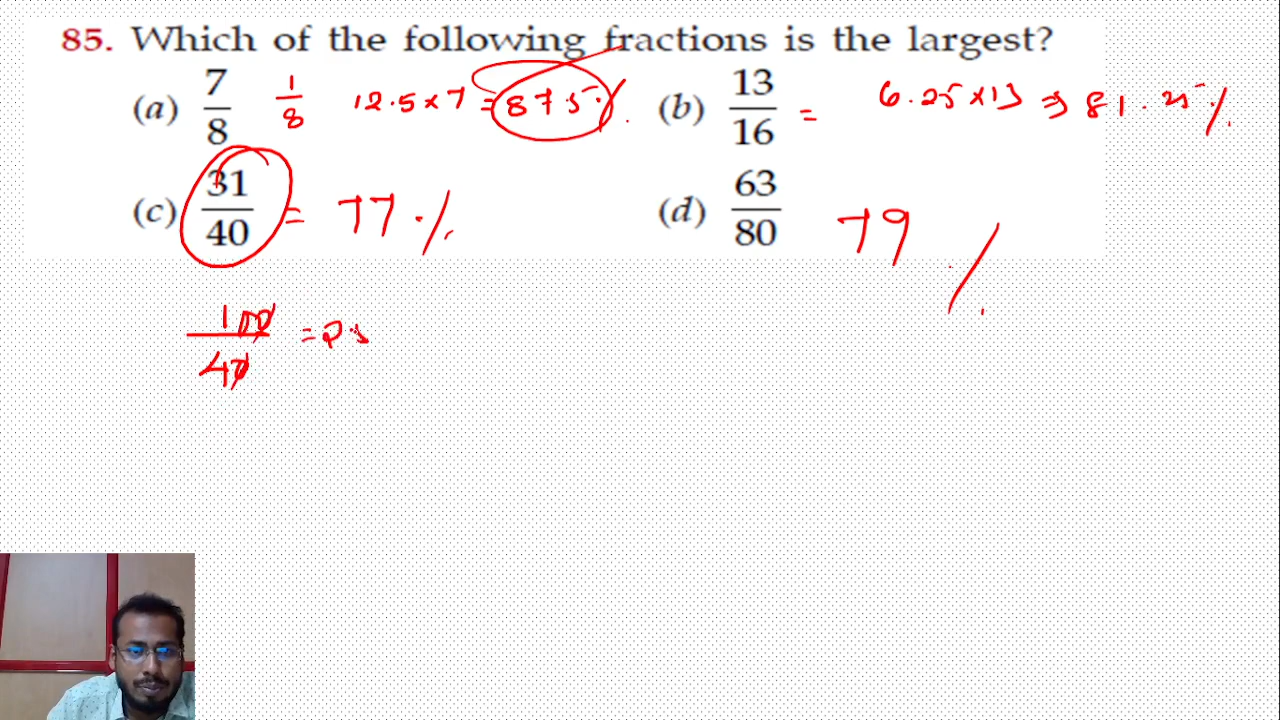 85. Which of the following fractions is the largest?
(a) 7/8 1/8 12.5 × 7 = 87.5% (b) 13/16 = 6.25 × 13 ⇒ 81.25%
(c) 31/40 = 77% (d) 63/80 79%
100/40 = 2.5